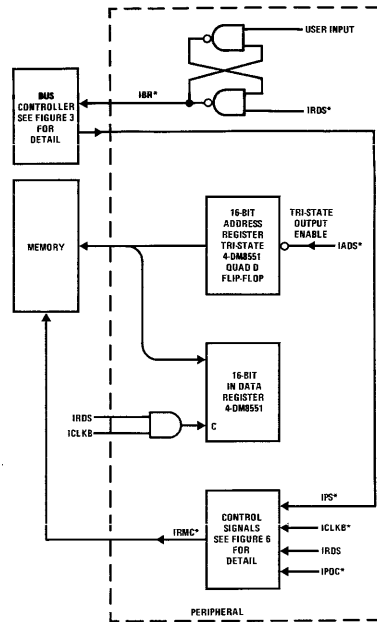 USER INPUT
IBR*
IRDS*
BUS
CONTROLLER
SEE FIGURE 3
FOR
DETAIL
MEMORY
16-BIT
ADDRESS
REGISTER
TRI-STATE
4-DM8551
QUAD D
FLIP-FLOP
TRI-STATE
OUTPUT
ENABLE
IADS*
16-BIT
IN DATA
REGISTER
4-DM8551
C
IRDS
ICLKB
CONTROL
SIGNALS
SEE FIGURE 6
FOR
DETAIL
IPS*
ICLKB*
IRDS
IPOC*
IRMC*
PERIPHERAL